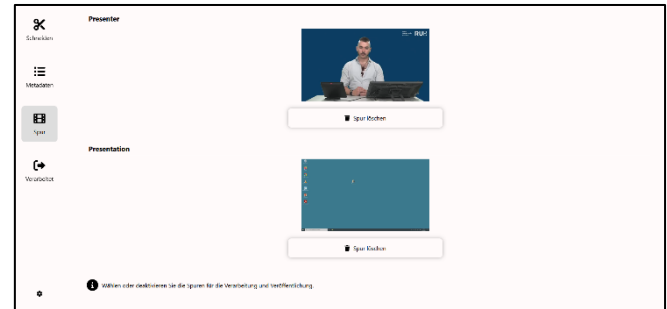 Presenter
Schneiden
Metadaten
Spur
Spur löschen
Presentation
Spur löschen
Wählen oder deaktivieren Sie die Spuren für die Verarbeitung und Veröffentlichung.